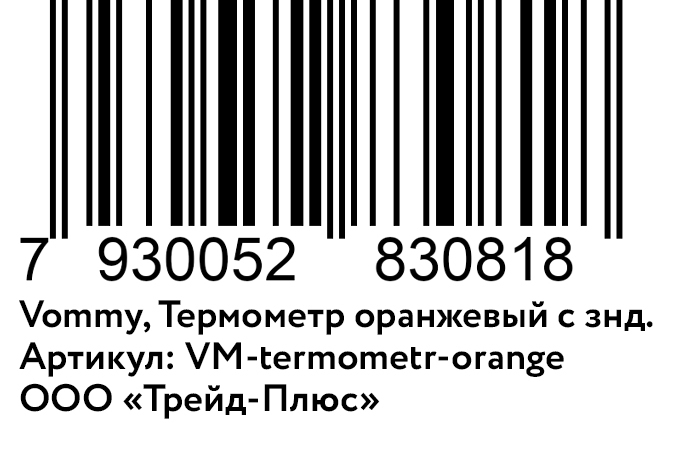 7 930052 830818
Vommy, Термометр оранжевый с знд.
Артикул: VM-termometr-orange
ООО «Трейд-Плюс»